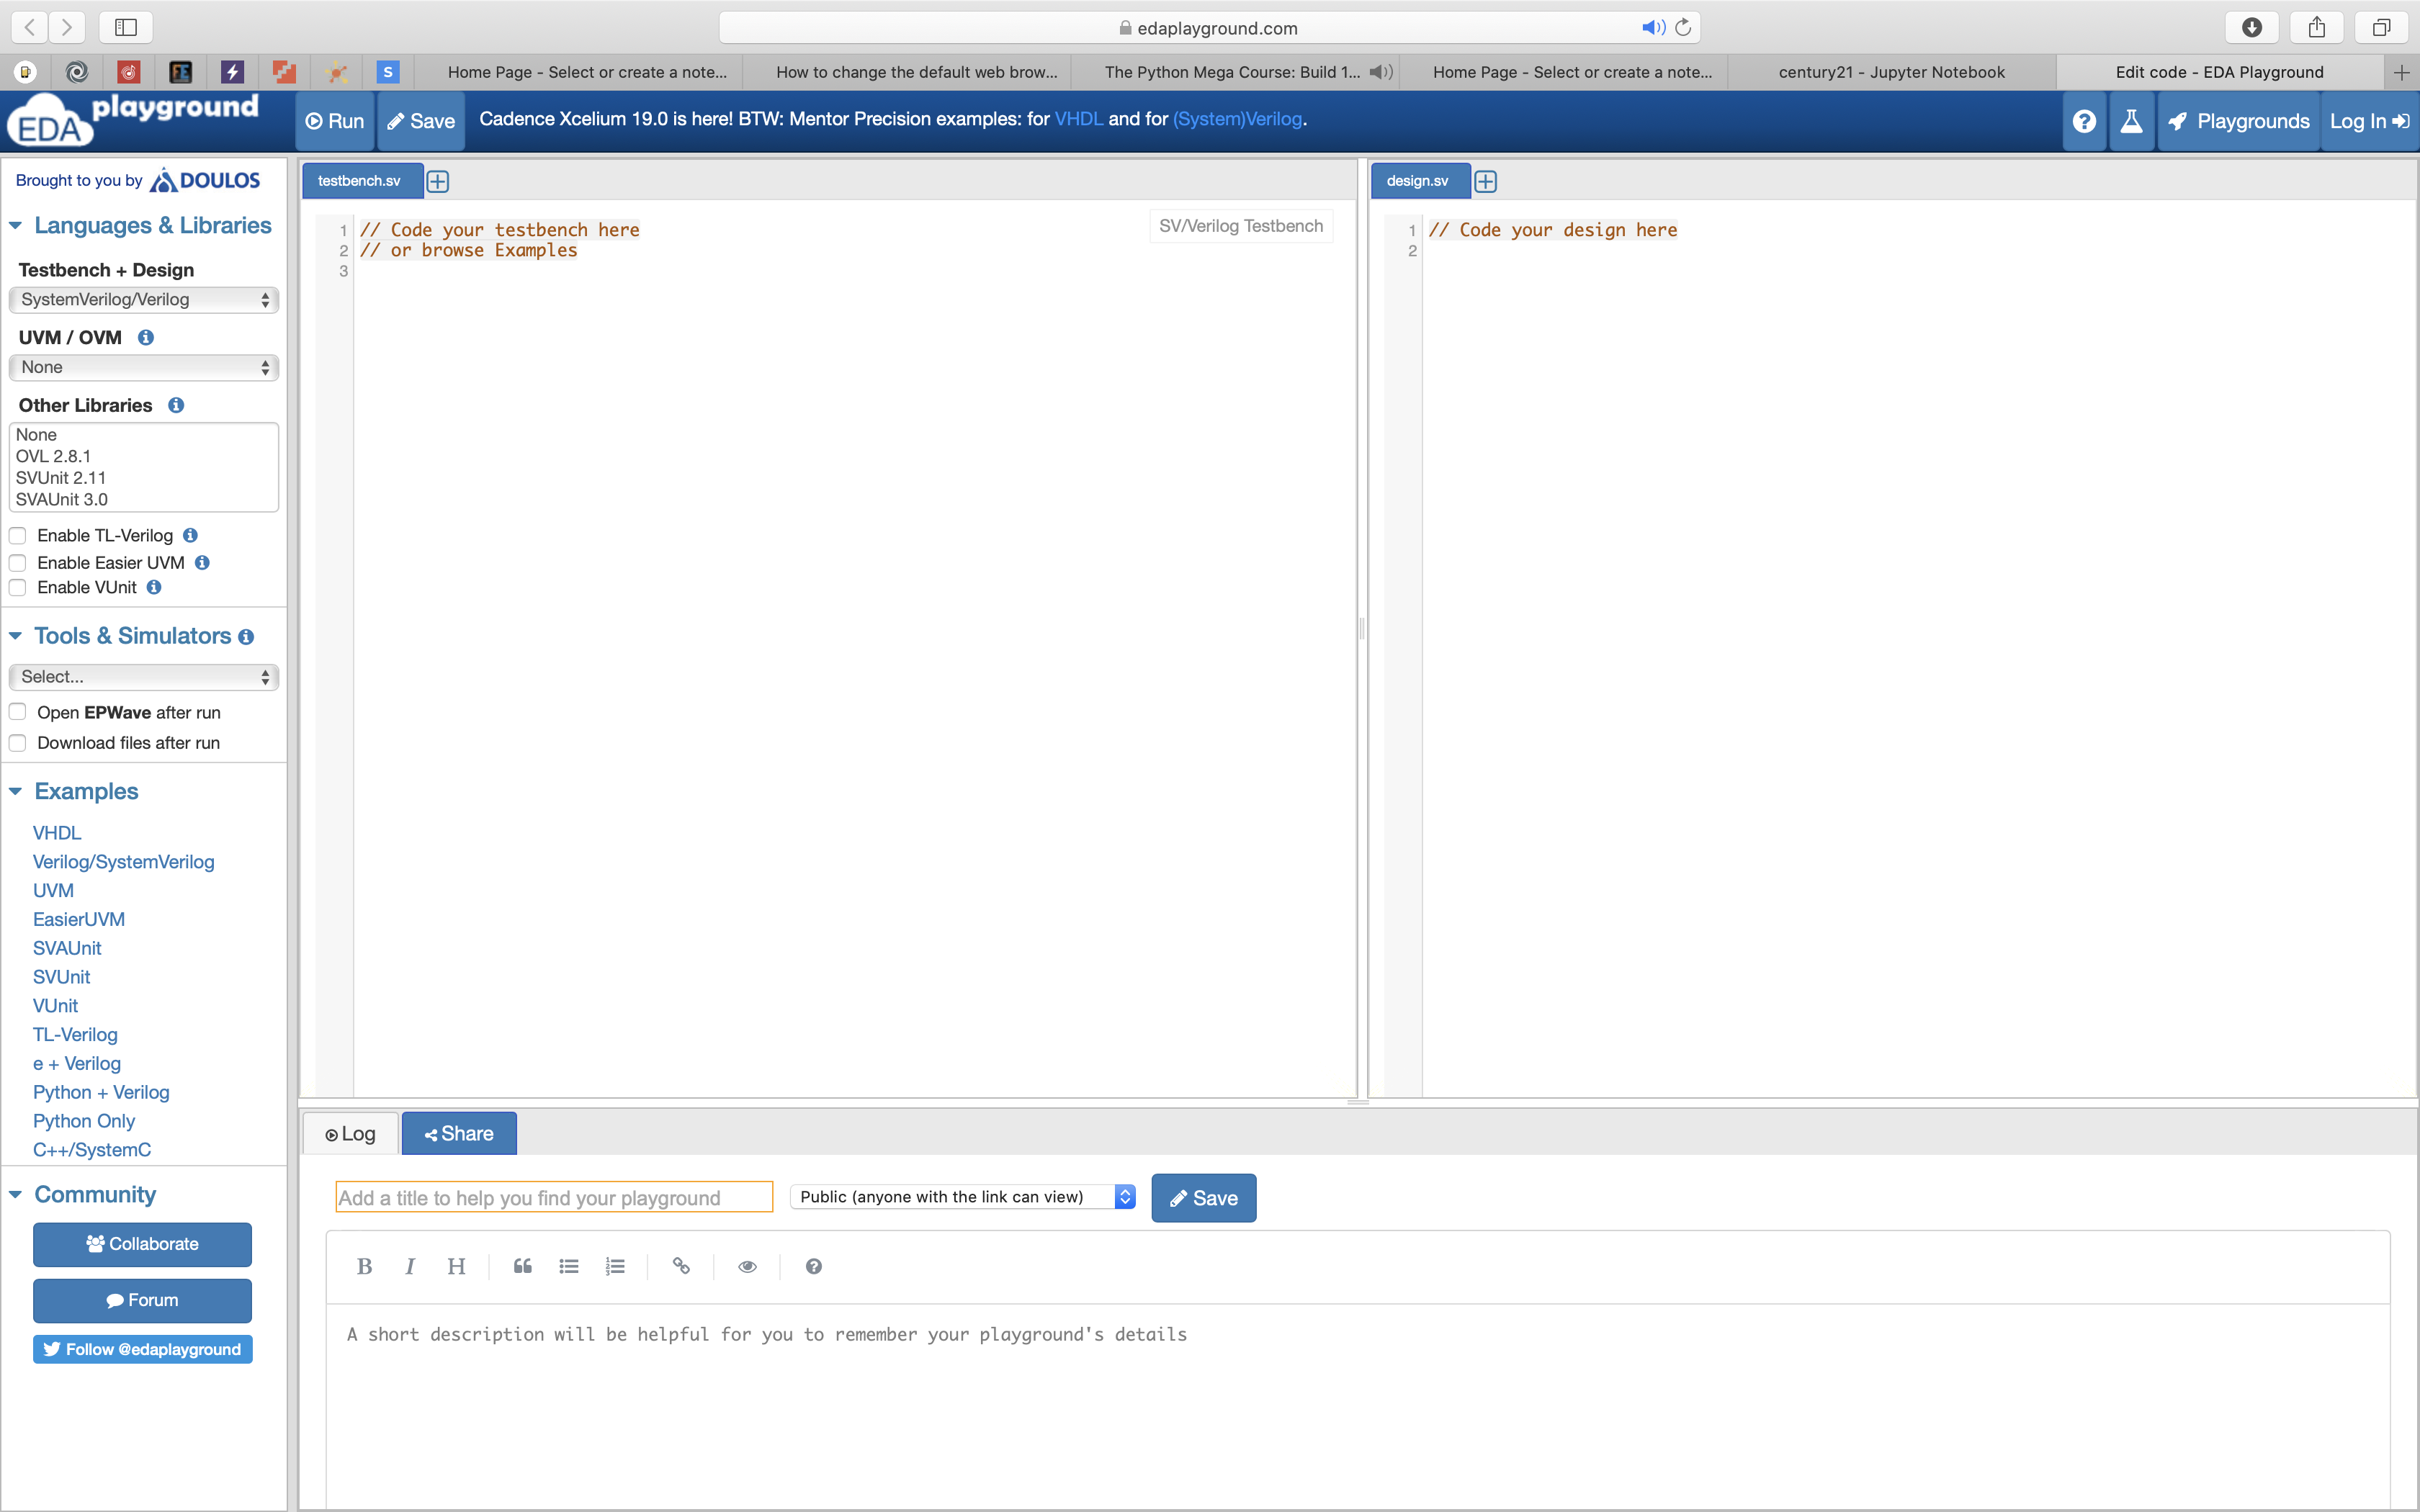 edaplayground.com
S
Home Page - Select or create a note...
How to change the default web brow...
The Python Mega Course: Build 1...
Home Page - Select or create a note...
century21 - Jupyter Notebook
Edit code - EDA Playground
EDA playground
Run
Save
Cadence Xcelium 19.0 is here! BTW: Mentor Precision examples: for VHDL and for (System)Verilog.
Playgrounds
Log In
Brought to you by DOULOS
Languages & Libraries
Testbench + Design
SystemVerilog/Verilog
UVM / OVM
None
Other Libraries
None
OVL 2.8.1
SVUnit 2.11
SVAUnit 3.0
Enable TL-Verilog
Enable Easier UVM
Enable VUnit
Tools & Simulators
Select...
Open EPWave after run
Download files after run
Examples
VHDL
Verilog/SystemVerilog
UVM
EasierUVM
SVAUnit
SVUnit
VUnit
TL-Verilog
e + Verilog
Python + Verilog
Python Only
C++/SystemC
Community
Collaborate
Forum
Follow @edaplayground
testbench.sv
1 // Code your testbench here
2 // or browse Examples
3
SV/Verilog Testbench
design.sv
1 // Code your design here
2
Log
Share
Add a title to help you find your playground
Public (anyone with the link can view)
Save
B I H
A short description will be helpful for you to remember your playground's details